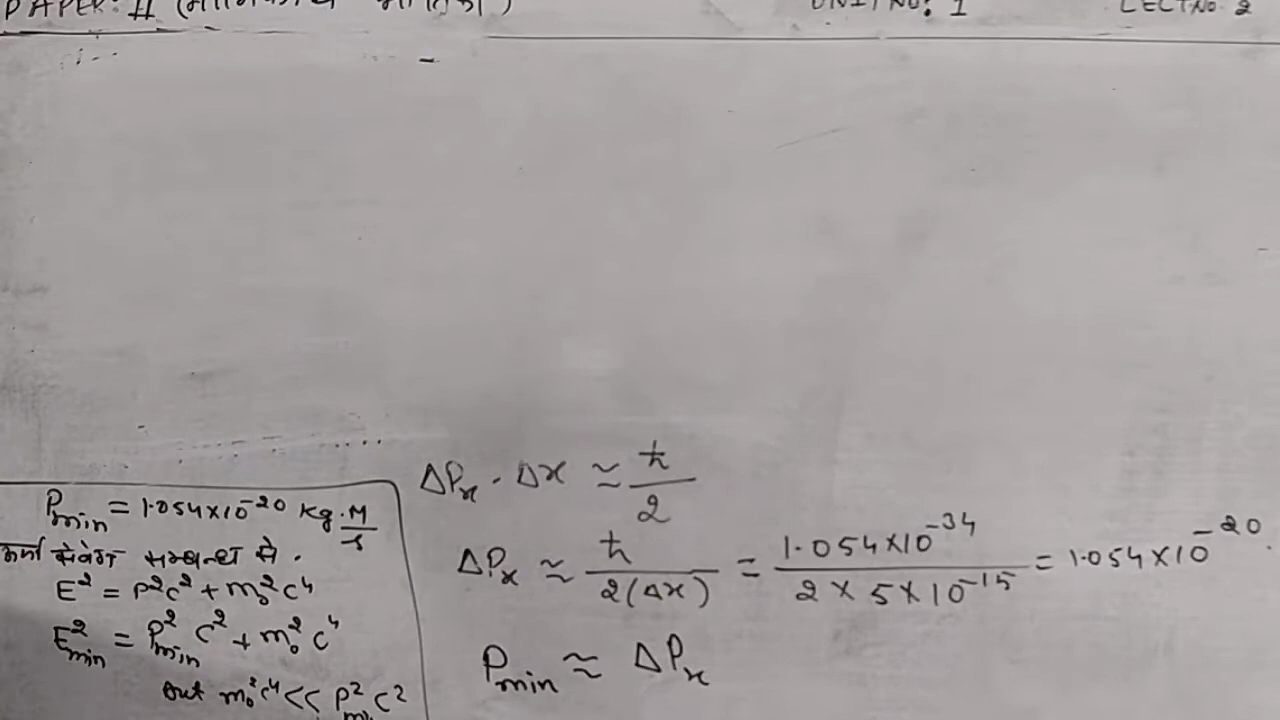 PAPER: II ( ) UNIT NO: 1 LECT NO. 2
ΔPx · Δx ≃ ℏ/2
ΔPx ≃ ℏ/2(Δx) = 1.054×10^-34/2 × 5×10^-15 = 1.054×10^-20.
Pmin ≃ ΔPx
Pmin = 1.054×10^-20 kg.M/s
सम्बन्ध से.
E² = P²c² + m₀²c⁴
E²min = P²min c² + m₀² c⁴
but m₀²c⁴ << P²min c²